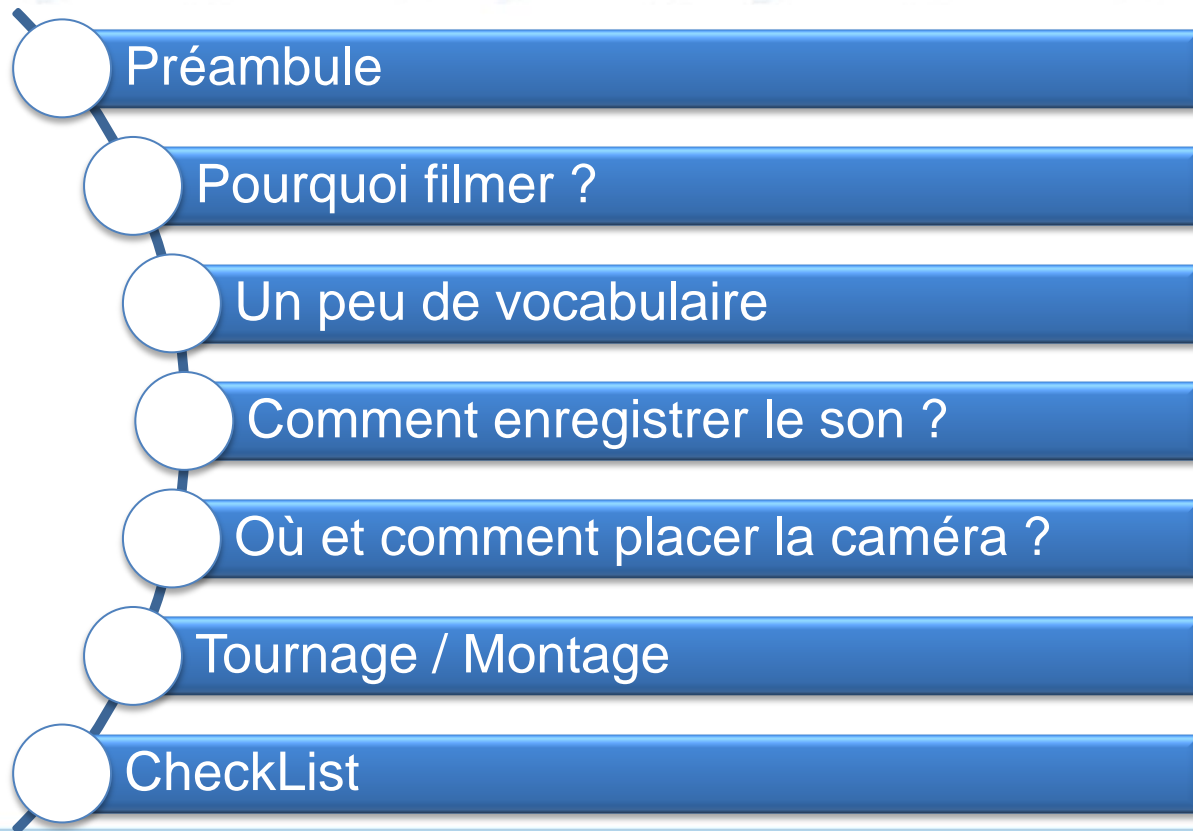 Préambule
Pourquoi filmer ?
Un peu de vocabulaire
Comment enregistrer le son ?
Où et comment placer la caméra ?
Tournage / Montage
CheckList